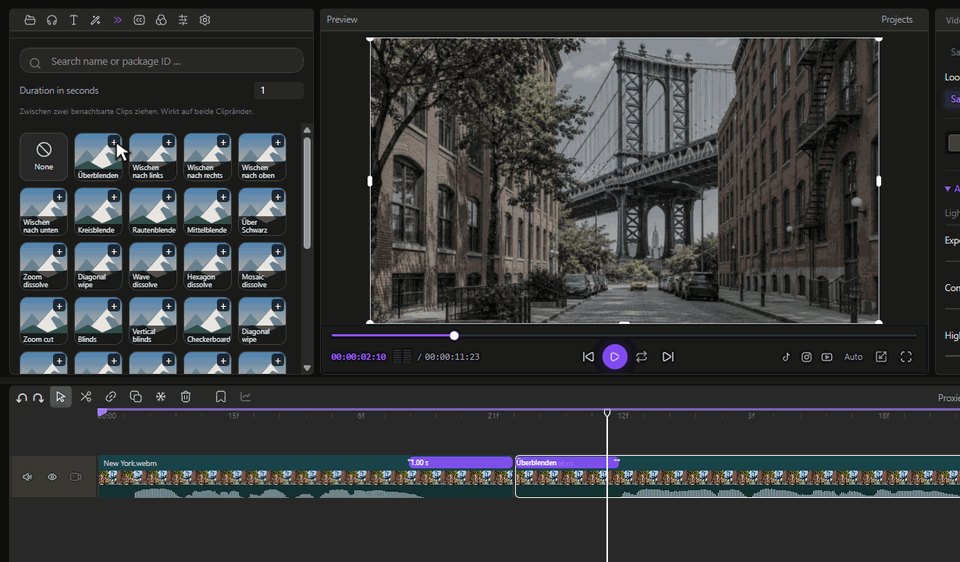 Preview
Projects
Search name or package ID ...
Duration in seconds
1
Zwischen zwei benachbarte Clips ziehen. Wirkt auf beide Clipränder.
None
Überblenden
Wischen nach links
Wischen nach rechts
Wischen nach oben
Wischen nach unten
Kreisblende
Rautenblende
Mittelblende
Über Schwarz
Zoom dissolve
Diagonal wipe
Wave dissolve
Hexagon dissolve
Mosaic dissolve
Zoom cut
Blinds
Vertical blinds
Checkerboard
Diagonal wipe
00:00:02:10
/ 00:00:11:23
Auto
15f
6f
21f
12f
3f
18f
New York.webm
1.00 s
Überblenden